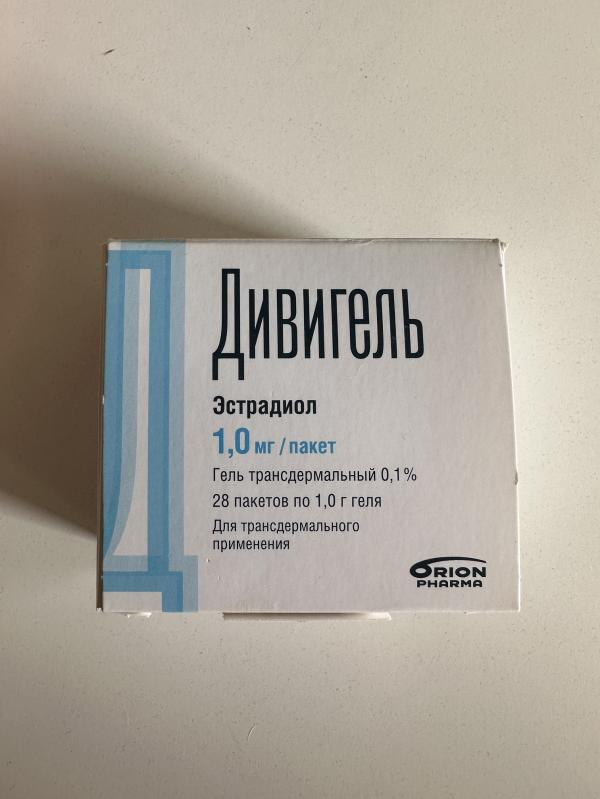 Д
Дивигель
Эстрадиол
1,0 мг / пакет
Гель трансдермальный 0,1%
28 пакетов по 1,0 г геля
Для трансдермального
применения
ORION
PHARMA